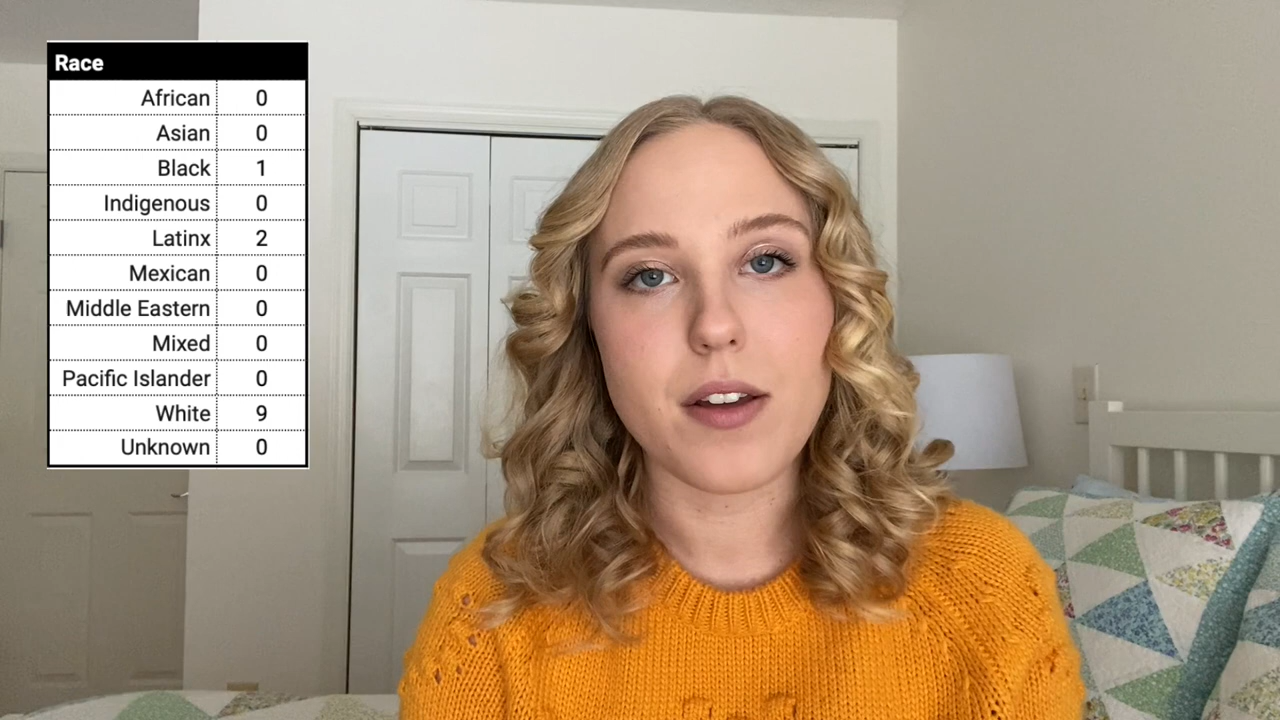 Race
African 0
Asian 0
Black 1
Indigenous 0
Latinx 2
Mexican 0
Middle Eastern 0
Mixed 0
Pacific Islander 0
White 9
Unknown 0